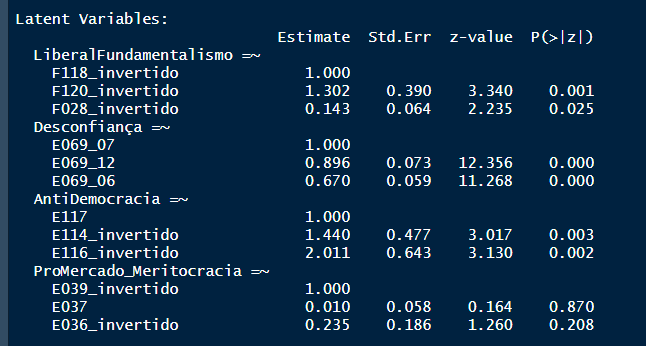 Latent Variables:
Estimate Std.Err z-value P(>|z|)
LiberalFundamentalismo =~
F118_invertido 1.000
F120_invertido 1.302 0.390 3.340 0.001
F028_invertido 0.143 0.064 2.235 0.025
Desconfiança =~
E069_07 1.000
E069_12 0.896 0.073 12.356 0.000
E069_06 0.670 0.059 11.268 0.000
AntiDemocracia =~
E117 1.000
E114_invertido 1.440 0.477 3.017 0.003
E116_invertido 2.011 0.643 3.130 0.002
ProMercado_Meritocracia =~
E039_invertido 1.000
E037 0.010 0.058 0.164 0.870
E036_invertido 0.235 0.186 1.260 0.208